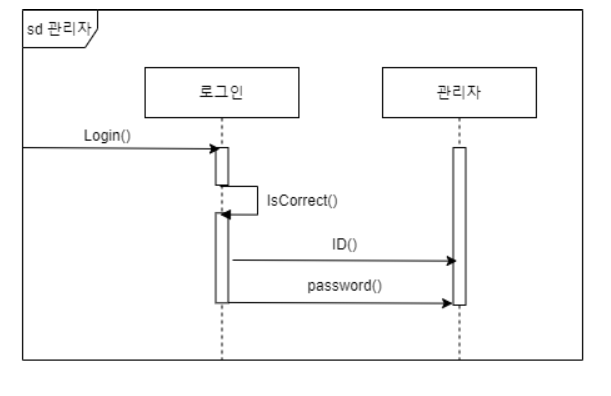 sd 관리자
로그인
관리자
Login()
IsCorrect()
ID()
password()